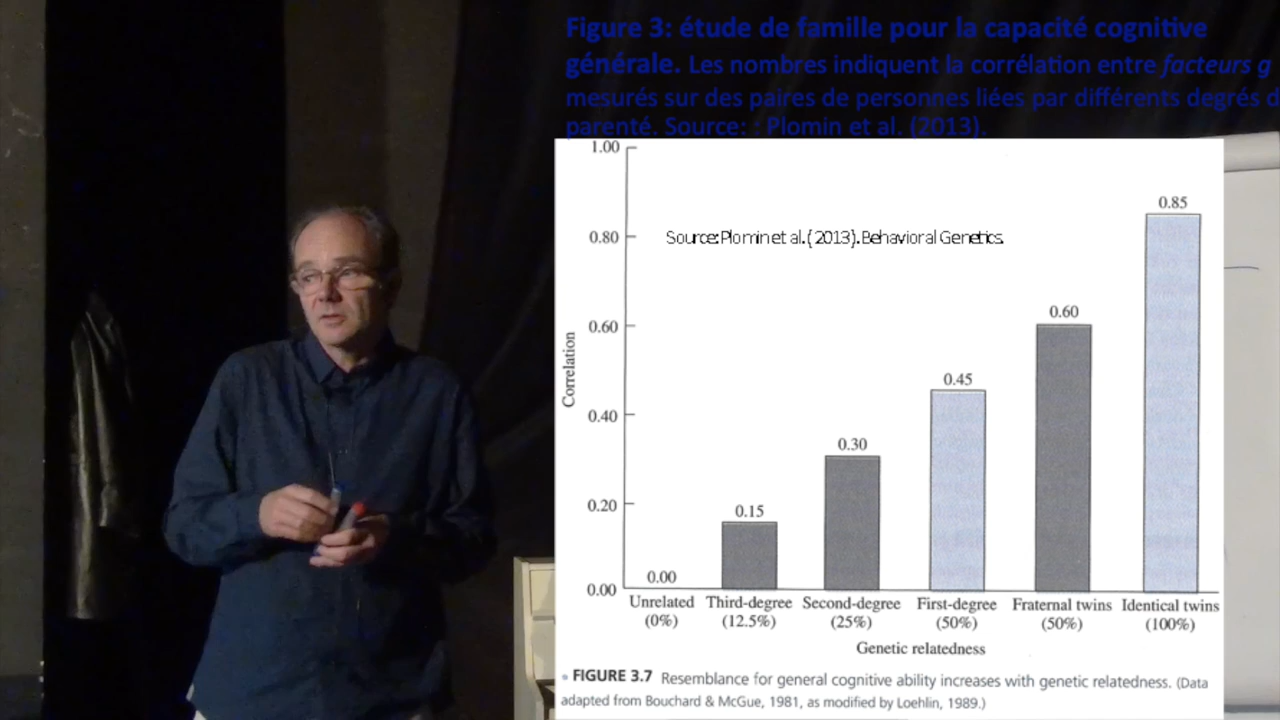 Figure 3: étude de famille pour la capacité cognitive
générale. Les nombres indiquent la corrélation entre facteurs g
mesurés sur des paires de personnes liées par différents degrés d
parenté. Source: : Plomin et al. (2013).
1.00
0.85
0.80
Source: Plomin et al. (2013). Behavioral Genetics.
0.60
0.60
0.45
0.40
0.30
0.20
0.15
0.00
0.00
Correlation
Unrelated Third-degree Second-degree First-degree Fraternal twins Identical twins
(0%) (12.5%) (25%) (50%) (50%) (100%)
Genetic relatedness
FIGURE 3.7 Resemblance for general cognitive ability increases with genetic relatedness. (Data
adapted from Bouchard & McGue, 1981, as modified by Loehlin, 1989.)